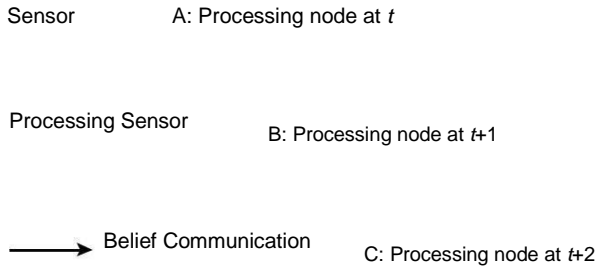 Sensor
A: Processing node at t
Processing Sensor
B: Processing node at t+1
Belief Communication
C: Processing node at t+2